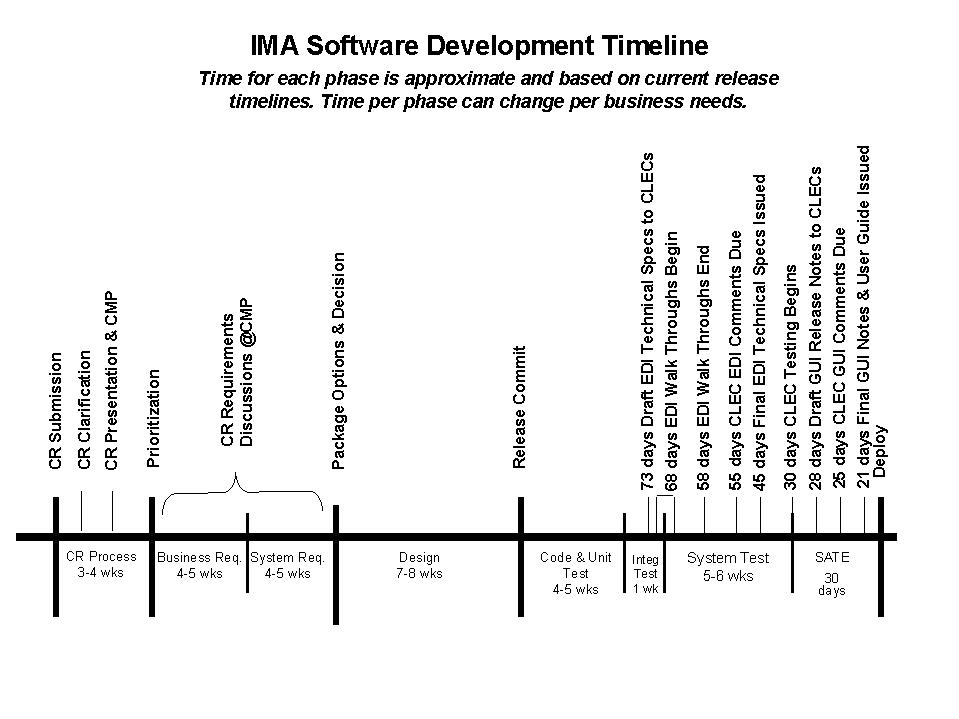 IMA Software Development Timeline
Time for each phase is approximate and based on current release
timelines. Time per phase can change per business needs.
CR Submission
CR Clarification
CR Presentation & CMP
Prioritization
CR Requirements
Discussions @CMP
Package Options & Decision
Release Commit
73 days Draft EDI Technical Specs to CLECs
68 days EDI Walk Throughs Begin
58 days EDI Walk Throughs End
55 days CLEC EDI Comments Due
45 days Final EDI Technical Specs Issued
30 days CLEC Testing Begins
28 days Draft GUI Release Notes to CLECs
25 days CLEC GUI Comments Due
21 days Final GUI Notes & User Guide Issued
Deploy
CR Process
3-4 wks
Business Req.
4-5 wks
System Req.
4-5 wks
Design
7-8 wks
Code & Unit
Test
4-5 wks
Integ
Test
1 wk
System Test
5-6 wks
SATE
30
days